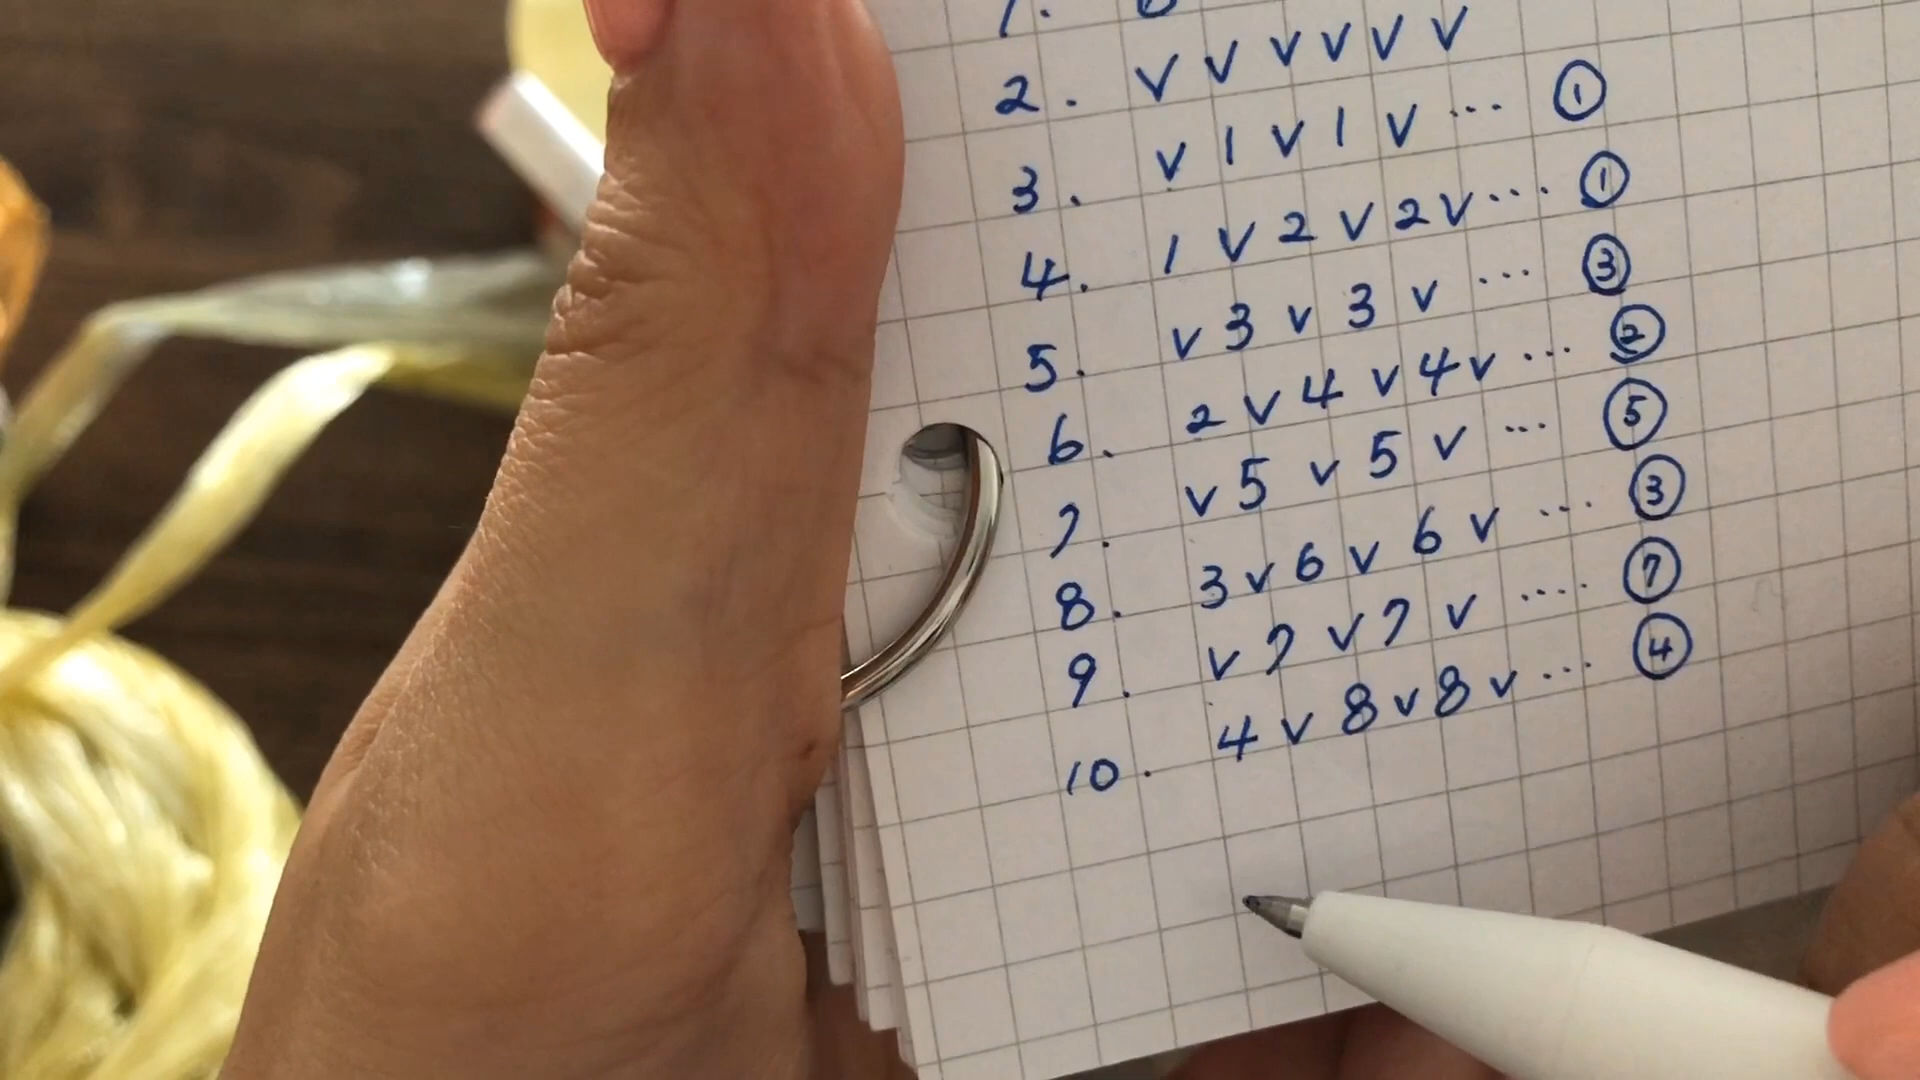 1.
2. V V V V V V
3. V 1 V 1 V ... ①
4. 1 V 2 V 2 V ... ①
5. V 3 V 3 V ... ③
6. 2 V 4 V 4 V ... ②
7. V 5 V 5 V ... ⑤
8. 3 V 6 V 6 V ... ③
9. V 7 V 7 V .... ⑦
10. 4 V 8 V 8 V ... ④